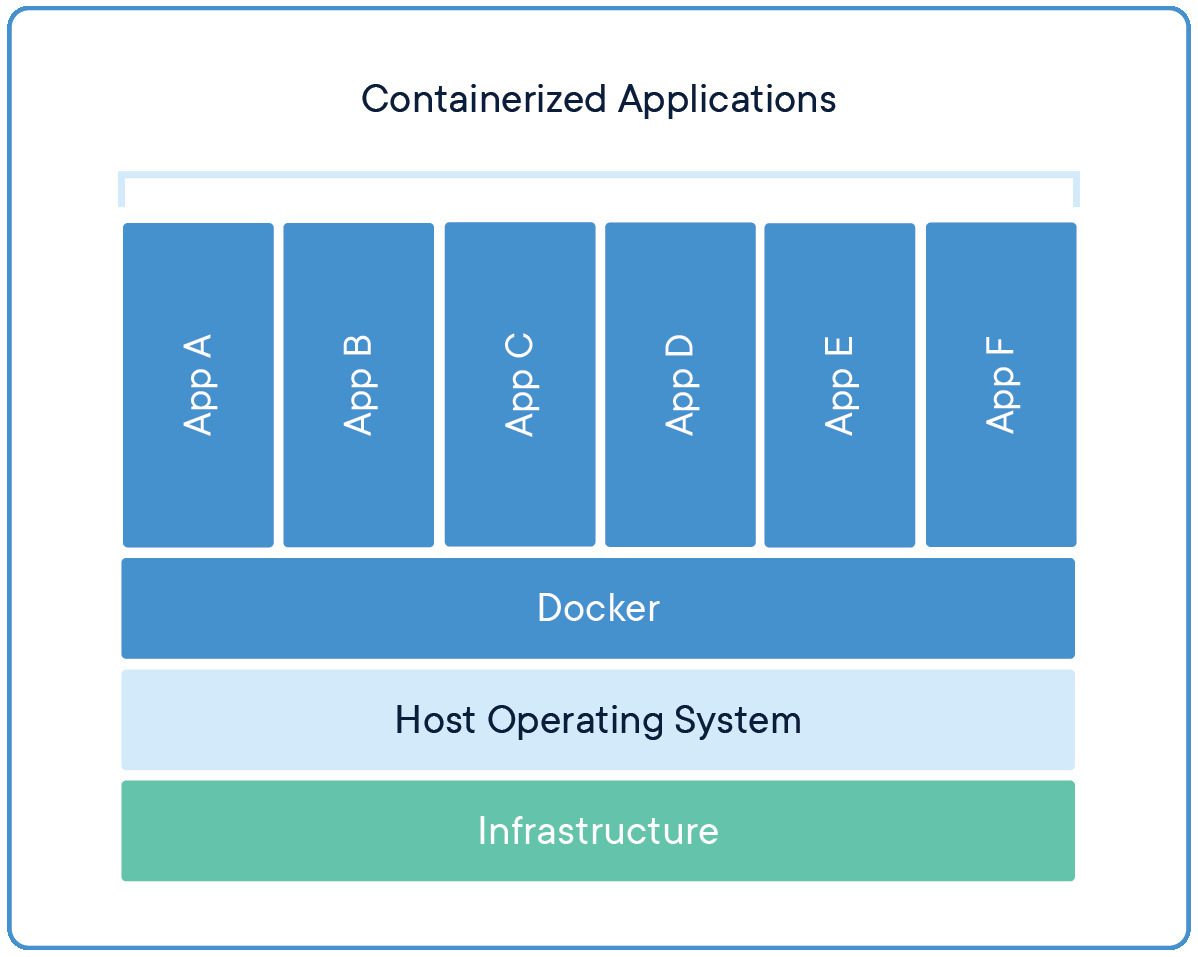 Containerized Applications
App A
App B
App C
App D
App E
App F
Docker
Host Operating System
Infrastructure